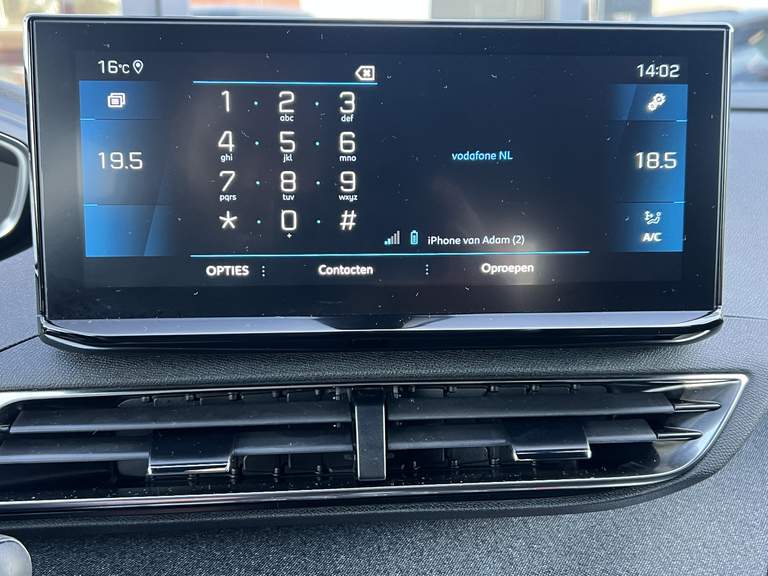 16°C 14:02
1 2 3
abc def
4 5 6
ghi jkl mno
19.5 vodafone NL 18.5
7 8 9
pqrs tuv wxyz
* 0 #
+
iPhone van Adam (2) A/C
OPTIES Contacten Oproepen